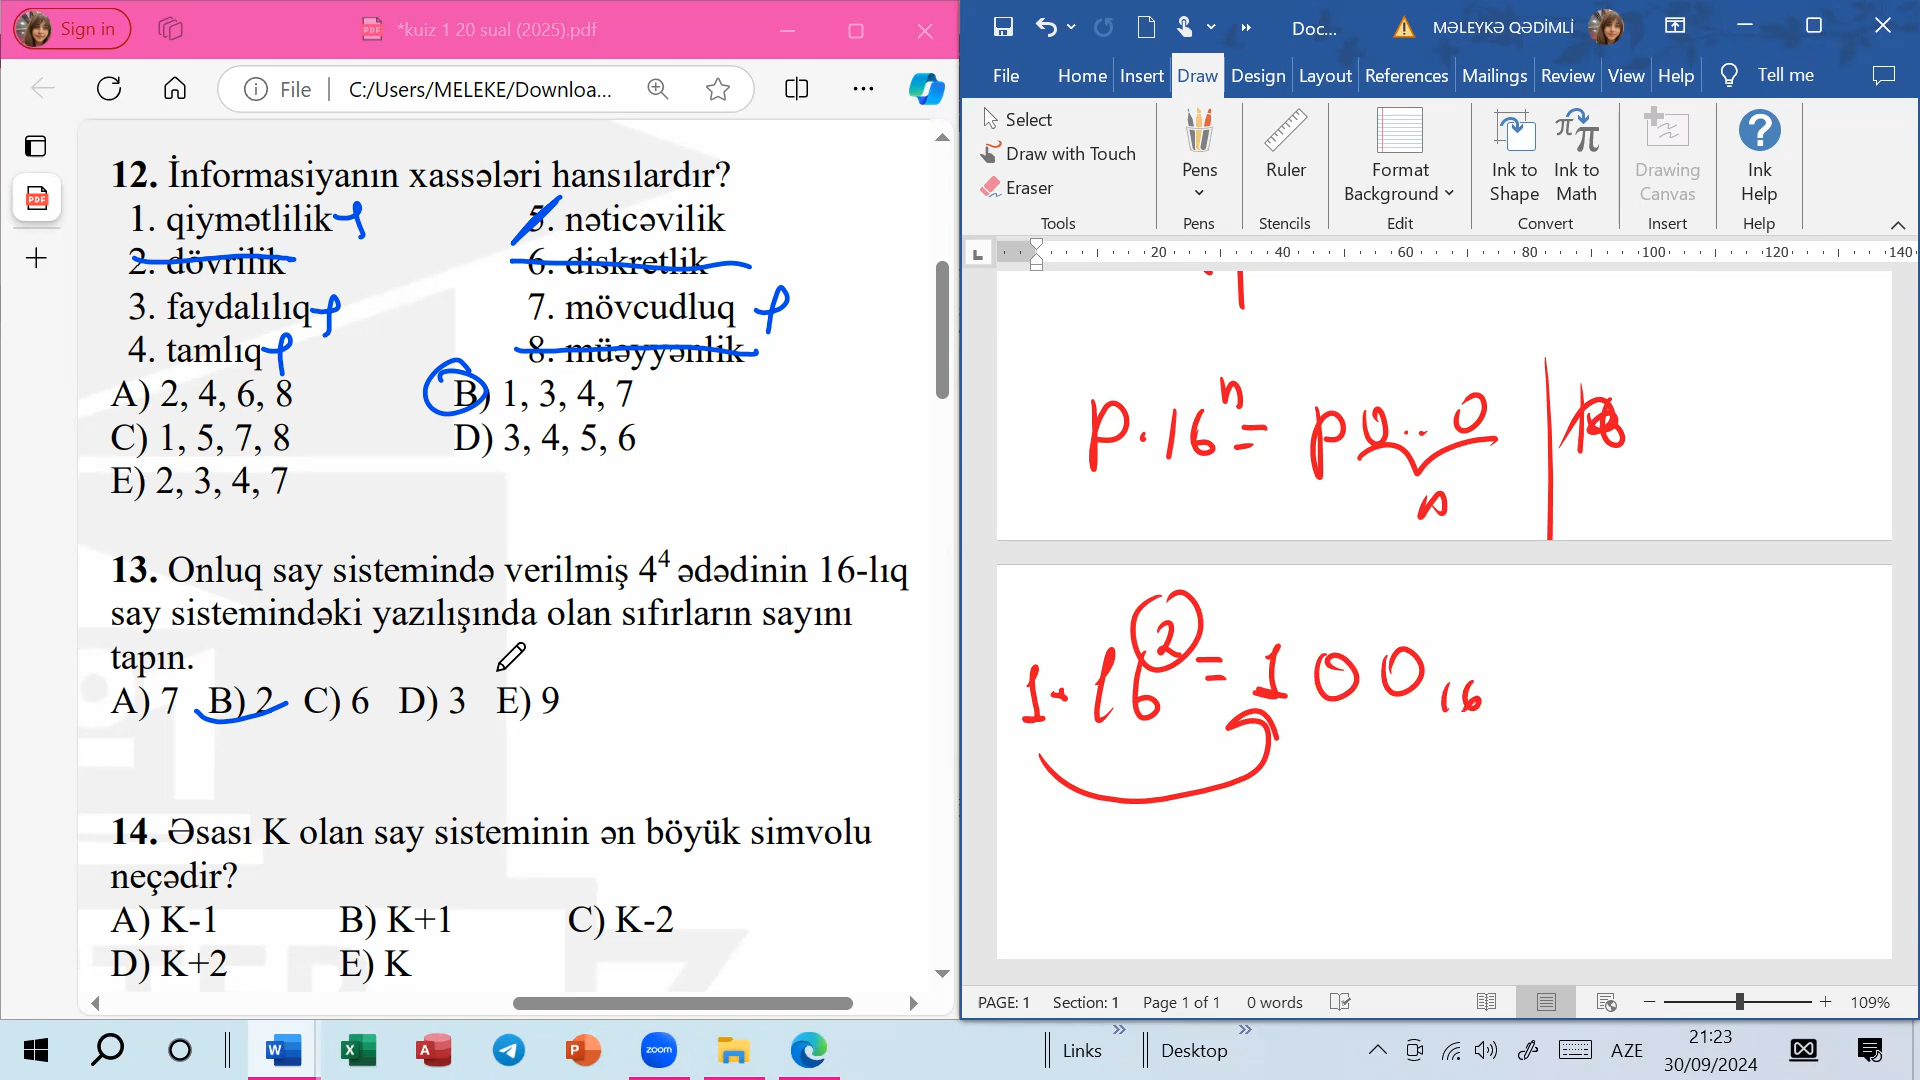 Sign in
*kuiz 1 20 sual (2025).pdf
File
C:/Users/MELEKE/Downloa...
12. İnformasiyanın xassələri hansılardır?
1. qiymətlilik
5. nəticəvilik
2. dövrilik
6. diskretlik
3. faydalılıq
7. mövcudluq
4. tamlıq
8. müəyyənlik
A) 2, 4, 6, 8
B) 1, 3, 4, 7
C) 1, 5, 7, 8
D) 3, 4, 5, 6
E) 2, 3, 4, 7
13. Onluq say sistemində verilmiş 4⁴ ədədinin 16-lıq
say sistemindəki yazılışında olan sıfırların sayını
tapın.
A) 7 B) 2 C) 6 D) 3 E) 9
14. Əsası K olan say sisteminin ən böyük simvolu
neçədir?
A) K-1 B) K+1 C) K-2
D) K+2 E) K
Doc...
MƏLEYKƏ QƏDİMLİ
File Home Insert Draw Design Layout References Mailings Review View Help Tell me
Select
Draw with Touch
Eraser
Tools
Pens
Pens
Ruler
Stencils
Format
Background
Edit
Ink to
Shape
Ink to
Math
Convert
Drawing
Canvas
Insert
Ink
Help
Help
20 40 60 80 100 120 140
p.16ⁿ= p0..0
n
1·16²=100₁₆
PAGE: 1 Section: 1 Page 1 of 1 0 words 109%
Links
Desktop
AZE
21:23
30/09/2024
zoom